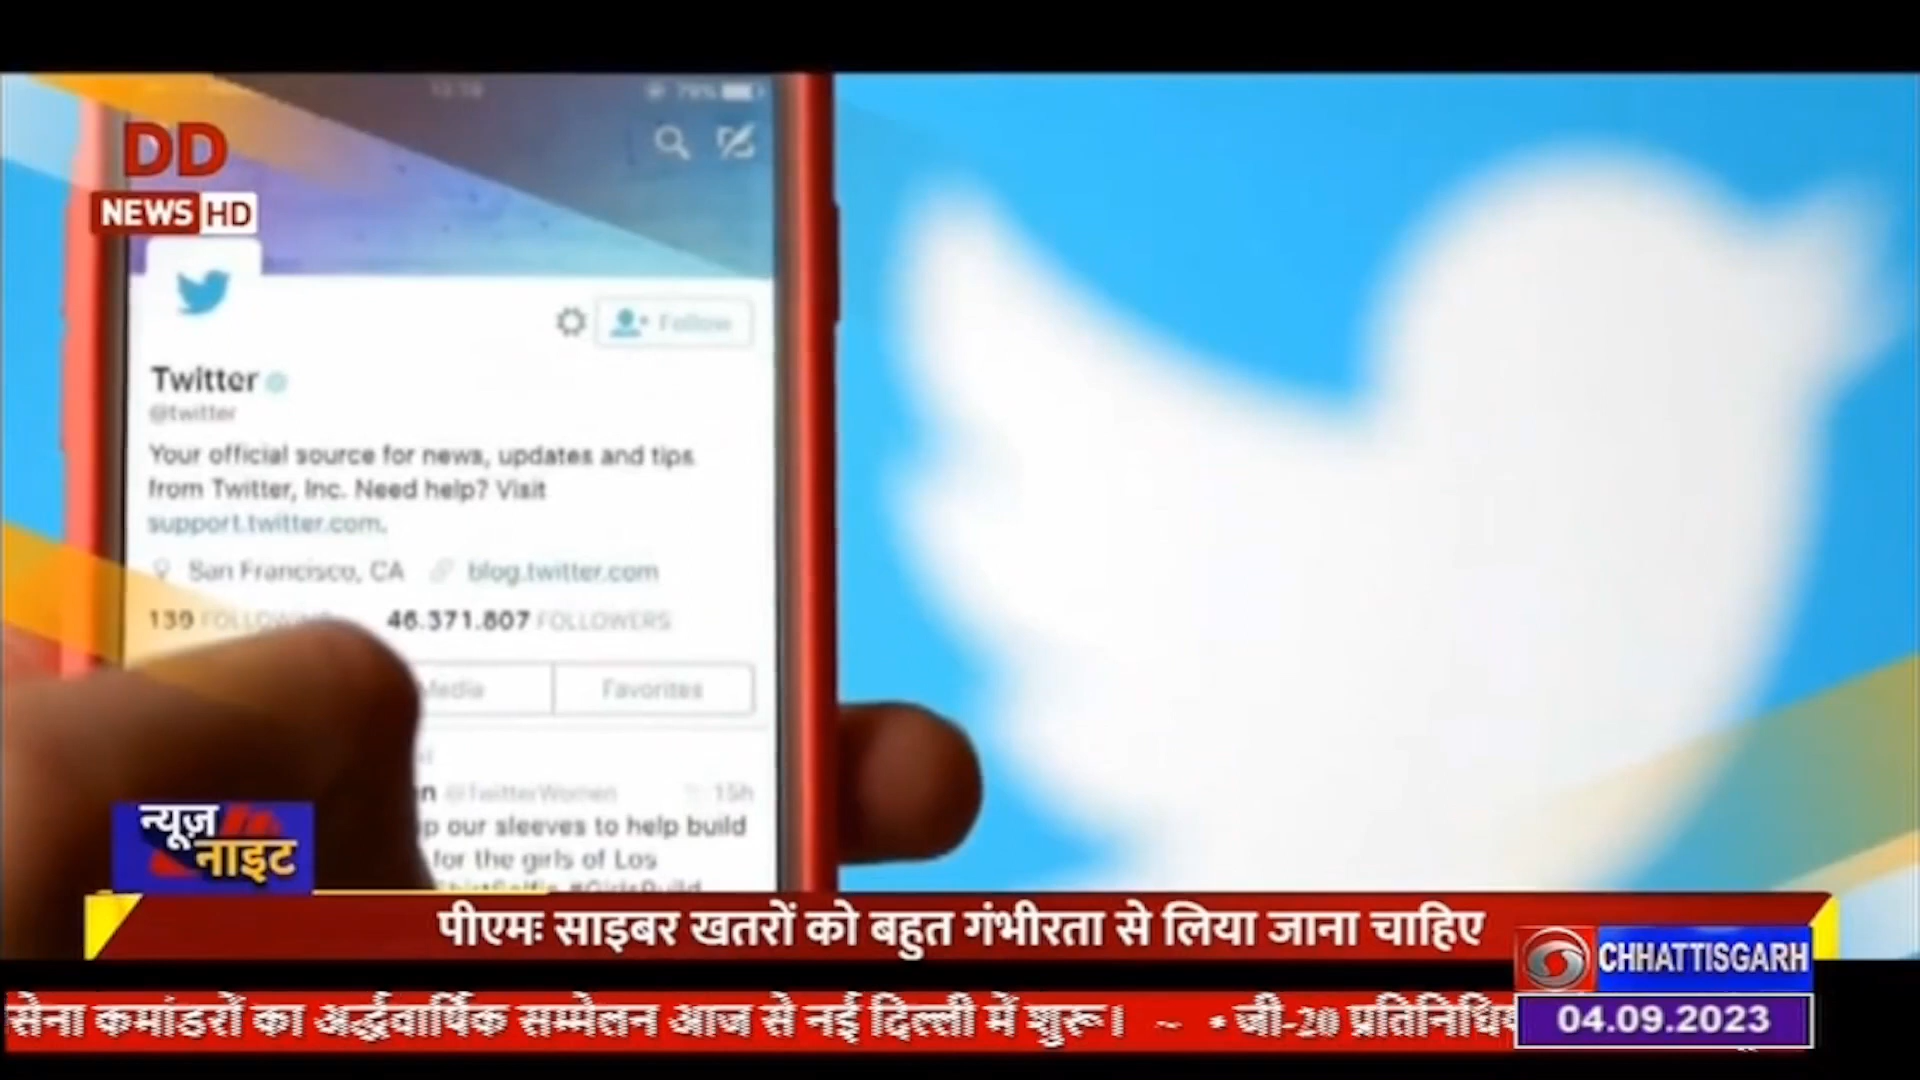 DD
NEWS HD
Follow
Twitter
@twitter
Your official source for news, updates and tips
from Twitter, Inc. Need help? Visit
support.twitter.com.
San Francisco, CA blog.twitter.com
139 FOLLOWING 46.371.807 FOLLOWERS
Media Favorites
@TwitterWomen 15h
our sleeves to help build
for the girls of Los
न्यूज़
नाइट
पीएमः साइबर खतरों को बहुत गंभीरता से लिया जाना चाहिए
CHHATTISGARH
सेना कमांडरों का अर्द्धवार्षिक सम्मेलन आज से नई दिल्ली में शुरू। ~ • जी-20
04.09.2023